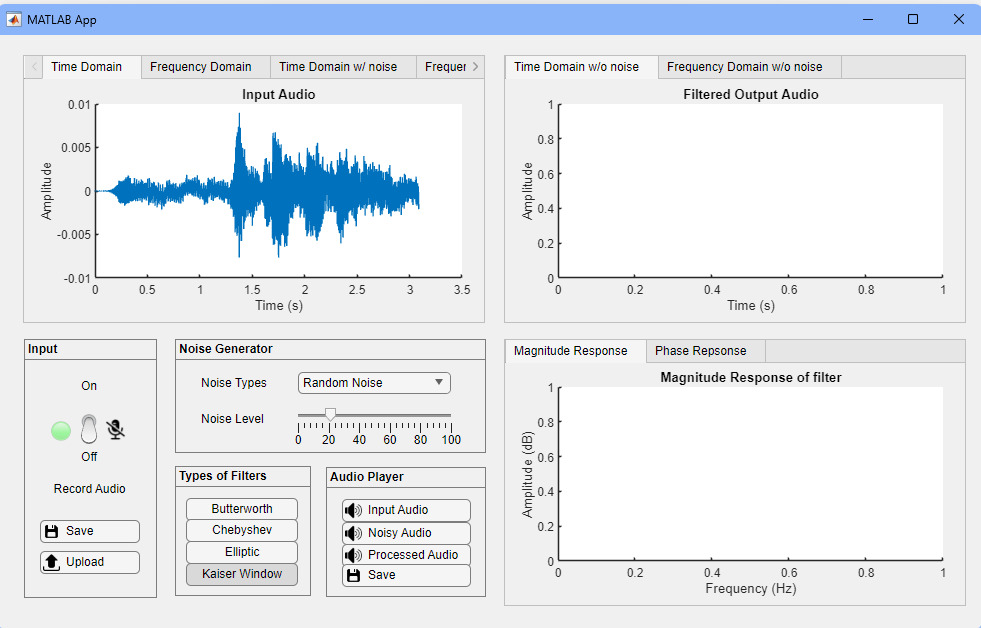 MATLAB App
Time Domain Frequency Domain Time Domain w/ noise Frequer
Input Audio
0.01
0.005
0
-0.005
-0.01
Amplitude
0 0.5 1 1.5 2 2.5 3 3.5
Time (s)
Time Domain w/o noise Frequency Domain w/o noise
Filtered Output Audio
1
0.8
0.6
0.4
0.2
0
Amplitude
0 0.2 0.4 0.6 0.8 1
Time (s)
Input
On
Off
Record Audio
Save
Upload
Noise Generator
Noise Types Random Noise
Noise Level
0 20 40 60 80 100
Types of Filters
Butterworth
Chebyshev
Elliptic
Kaiser Window
Audio Player
Input Audio
Noisy Audio
Processed Audio
Save
Magnitude Response Phase Repsonse
Magnitude Response of filter
1
0.8
0.6
0.4
0.2
0
Amplitude (dB)
0 0.2 0.4 0.6 0.8 1
Frequency (Hz)